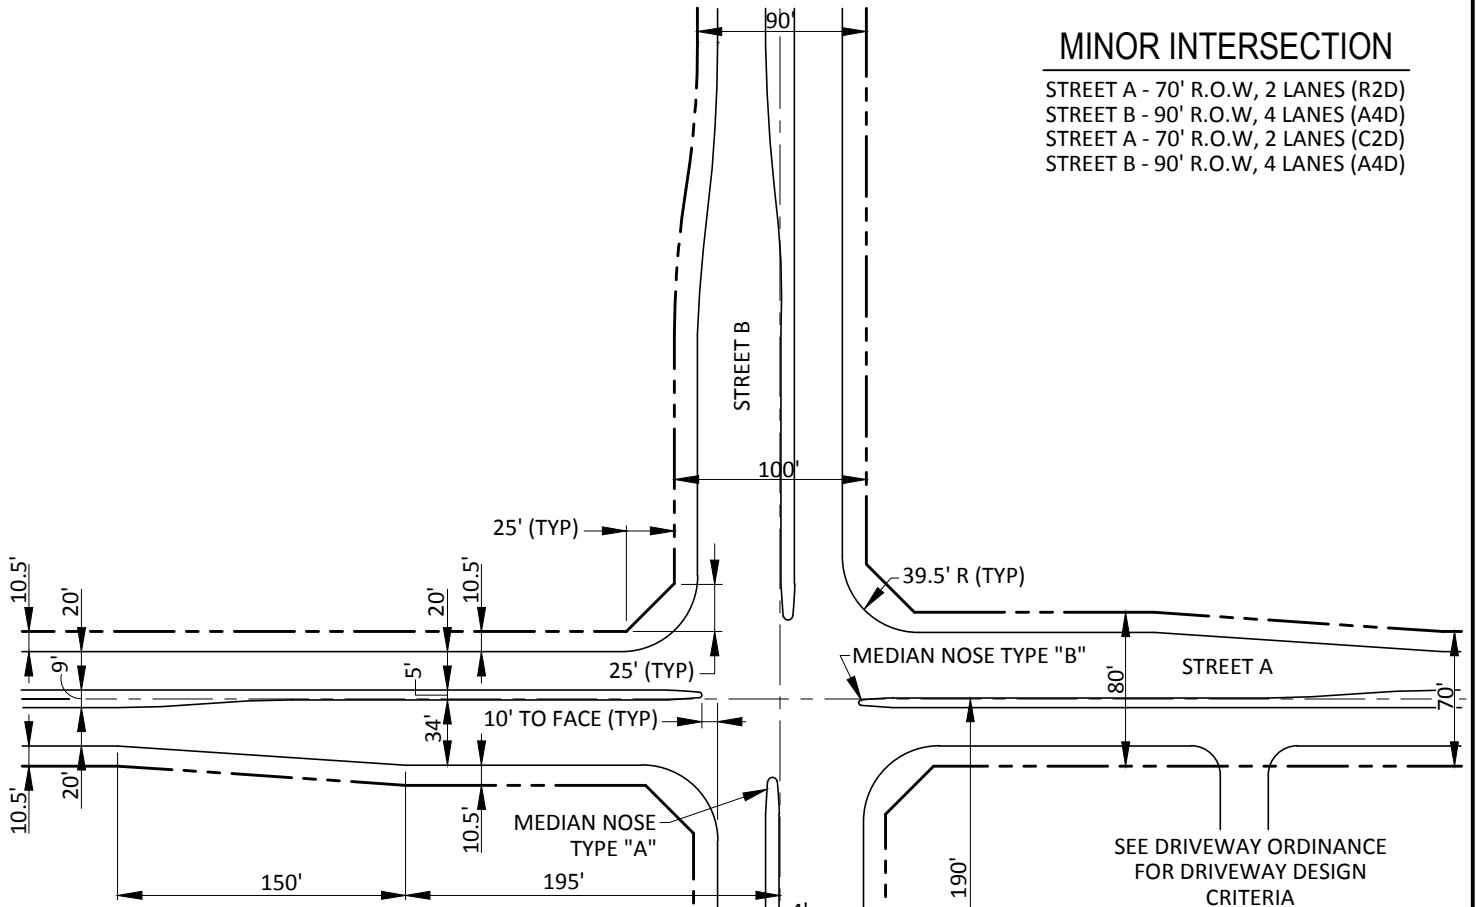 90'
MINOR INTERSECTION
STREET A - 70' R.O.W, 2 LANES (R2D)
STREET B - 90' R.O.W, 4 LANES (A4D)
STREET A - 70' R.O.W, 2 LANES (C2D)
STREET B - 90' R.O.W, 4 LANES (A4D)
STREET B
100'
25' (TYP)
39.5' R (TYP)
10.5'
20'
20'
10.5'
9'
5'
25' (TYP)
MEDIAN NOSE TYPE "B"
STREET A
80'
70'
34'
10' TO FACE (TYP)
10.5'
20'
10.5'
MEDIAN NOSE
TYPE "A"
SEE DRIVEWAY ORDINANCE
FOR DRIVEWAY DESIGN
CRITERIA
190'
150'
195'